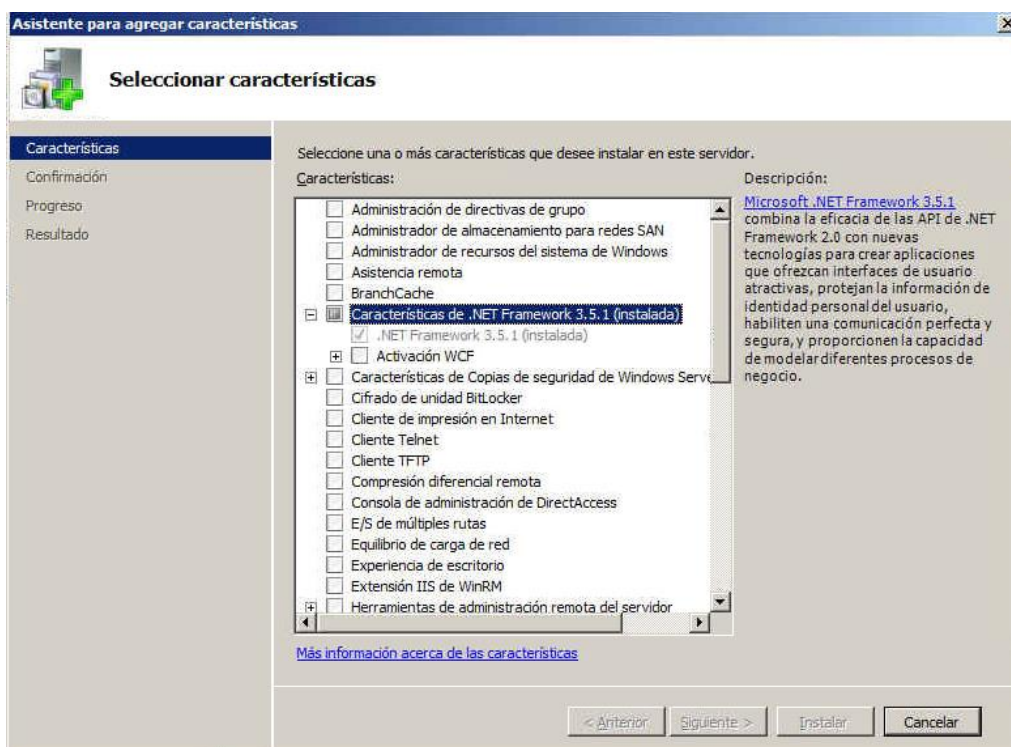 Asistente para agregar características
Seleccionar características
Características
Confirmación
Progreso
Resultado
Seleccione una o más características que desee instalar en este servidor.
Características:
Administración de directivas de grupo
Administrador de almacenamiento para redes SAN
Administrador de recursos del sistema de Windows
Asistencia remota
BranchCache
Características de .NET Framework 3.5.1 (instalada)
.NET Framework 3.5.1 (instalada)
Activación WCF
Características de Copias de seguridad de Windows Serve
Cifrado de unidad BitLocker
Cliente de impresión en Internet
Cliente Telnet
Cliente TFTP
Compresión diferencial remota
Consola de administración de DirectAccess
E/S de múltiples rutas
Equilibrio de carga de red
Experiencia de escritorio
Extensión IIS de WinRM
Herramientas de administración remota del servidor
Descripción:
Microsoft .NET Framework 3.5.1
combina la eficacia de las API de .NET
Framework 2.0 con nuevas
tecnologías para crear aplicaciones
que ofrezcan interfaces de usuario
atractivas, protejan la información de
identidad personal del usuario,
habiliten una comunicación perfecta y
segura, y proporcionen la capacidad
de modelar diferentes procesos de
negocio.
Más información acerca de las características
< Anterior
Siguiente >
Instalar
Cancelar